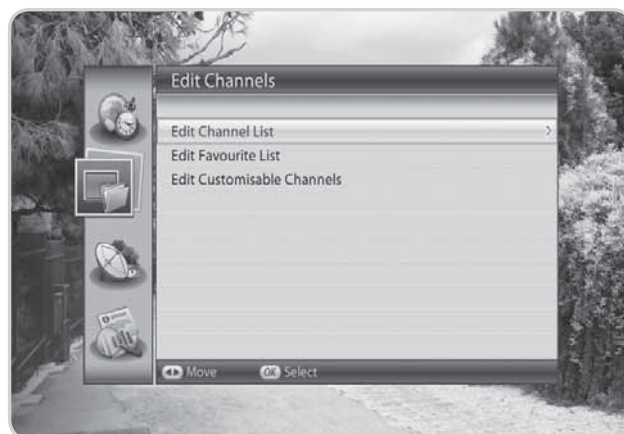 Edit Channels
Edit Channel List >
Edit Favourite List
Edit Customisable Channels
Move OK Select